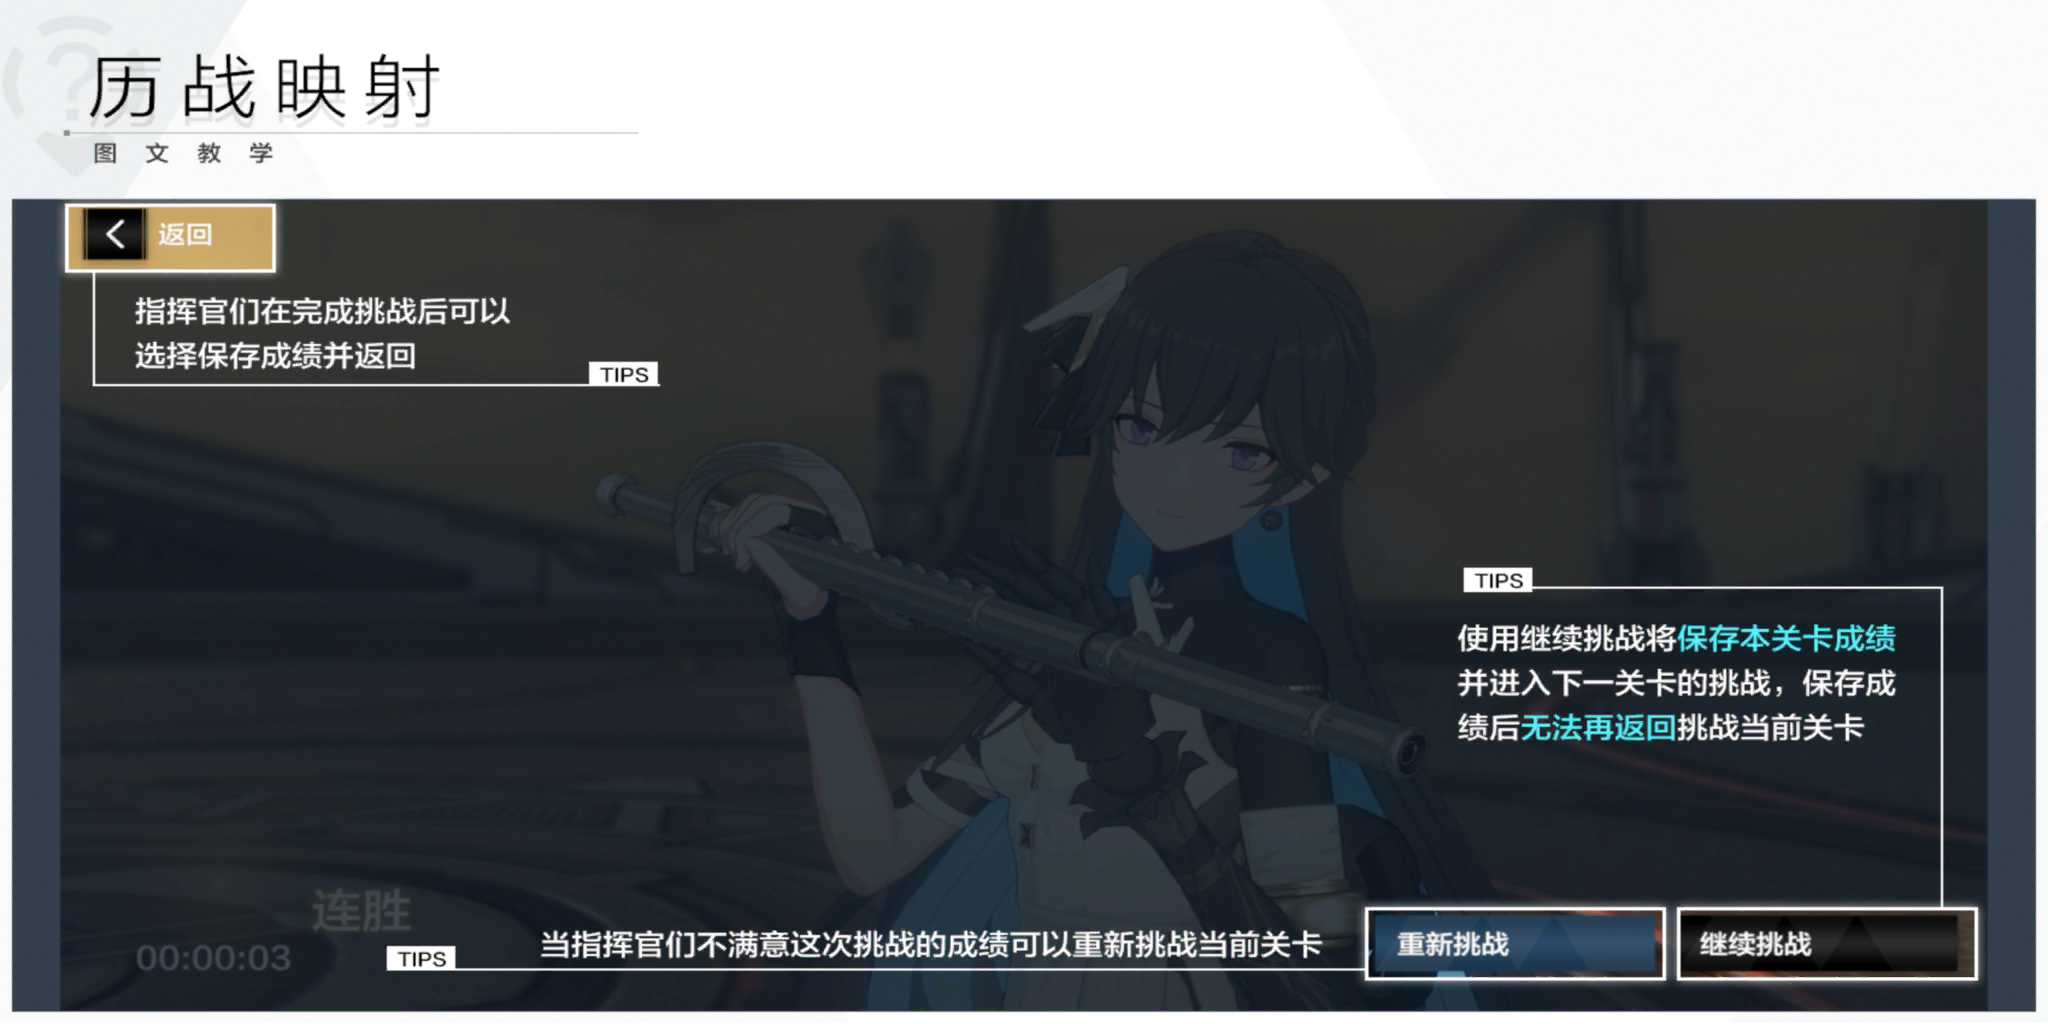 历战映射
图文教学
返回
指挥官们在完成挑战后可以
选择保存成绩并返回
TIPS
TIPS
使用继续挑战将保存本关卡成绩
并进入下一关卡的挑战，保存成
绩后无法再返回挑战当前关卡
连胜
00:00:03
TIPS
当指挥官们不满意这次挑战的成绩可以重新挑战当前关卡
重新挑战
继续挑战